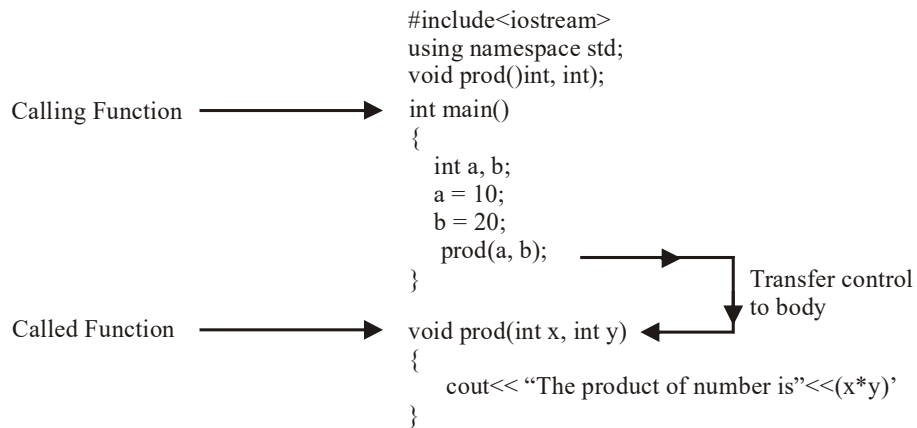 #include<iostream>
using namespace std;
void prod()int, int);
Calling Function
int main()
{
int a, b;
a = 10;
b = 20;
prod(a, b);
}
Transfer control
to body
Called Function
void prod(int x, int y)
{
cout<< “The product of number is”<<(x*y)’
}